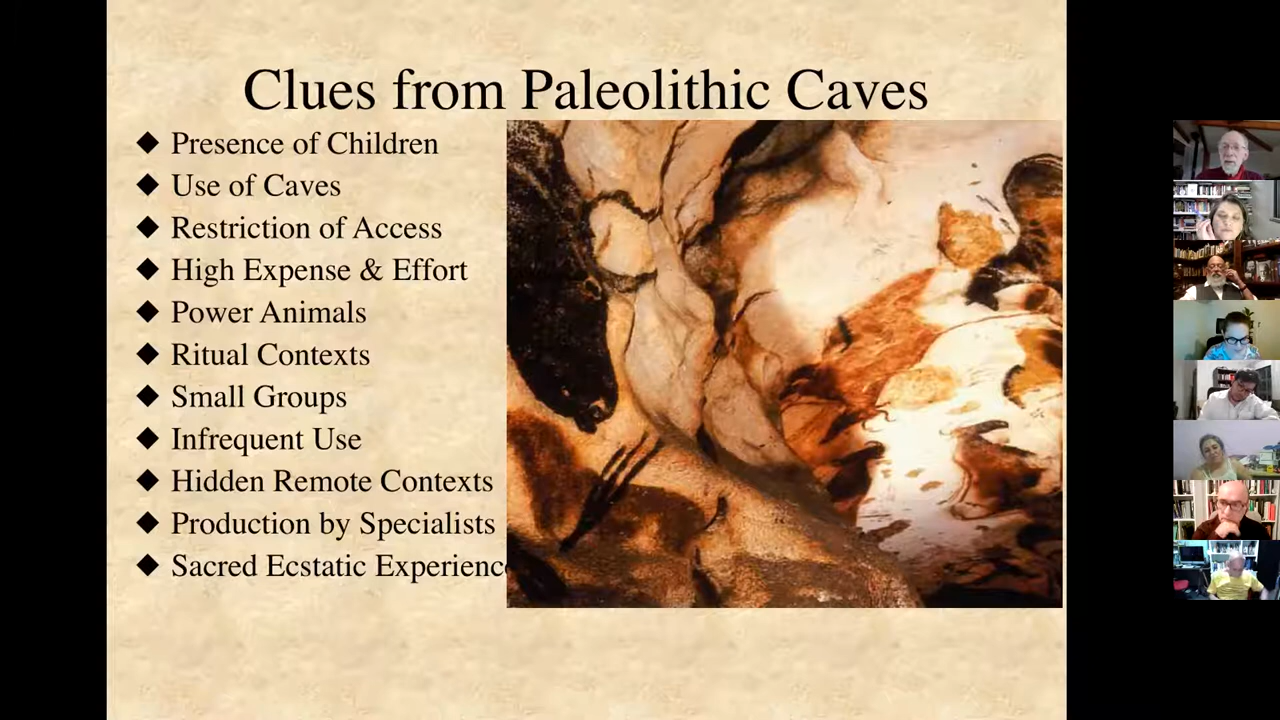 Clues from Paleolithic Caves
◆ Presence of Children
◆ Use of Caves
◆ Restriction of Access
◆ High Expense & Effort
◆ Power Animals
◆ Ritual Contexts
◆ Small Groups
◆ Infrequent Use
◆ Hidden Remote Contexts
◆ Production by Specialists
◆ Sacred Ecstatic Experienc